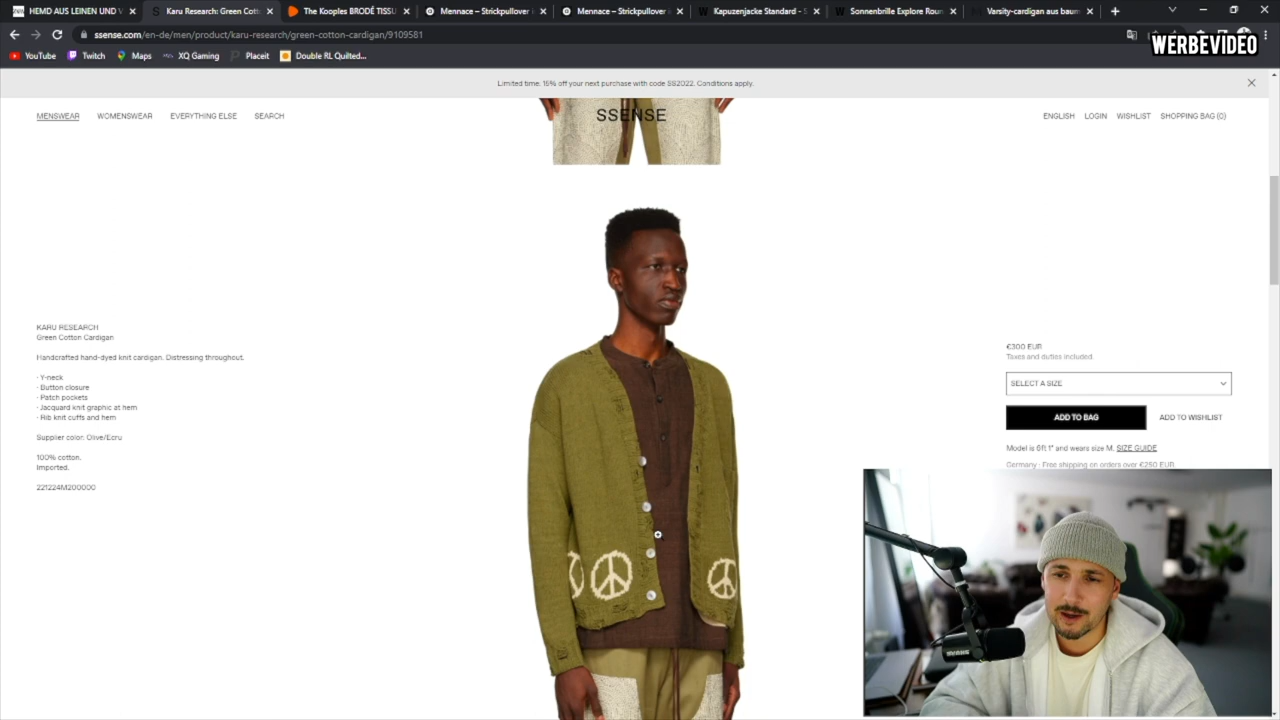 HEMD AUS LEINEN UND V
Karu Research: Green Cott
The Kooples BRODÉ TISSU
Mennace – Strickpullover i
Mennace – Strickpullover i
Kapuzenjacke Standard - S
Sonnenbrille Explore Roun
Varsity-cardigan aus baum
ssense.com/en-de/men/product/karu-research/green-cotton-cardigan/9109581
WERBEVIDEO
YouTube
Twitch
Maps
XQ Gaming
Placeit
Double RL Quilted...
Limited time: 15% off your next purchase with code SS2022. Conditions apply.
MENSWEAR
WOMENSWEAR
EVERYTHING ELSE
SEARCH
SSENSE
ENGLISH
LOGIN
WISHLIST
SHOPPING BAG (0)
KARU RESEARCH
Green Cotton Cardigan
Handcrafted hand-dyed knit cardigan. Distressing throughout.
· Y-neck
· Button closure
· Patch pockets
· Jacquard knit graphic at hem
· Rib knit cuffs and hem
Supplier color: Olive/Ecru
100% cotton.
Imported.
221224M200000
€300 EUR
Taxes and duties included.
SELECT A SIZE
ADD TO BAG
ADD TO WISHLIST
Model is 6ft 1" and wears size M. SIZE GUIDE
Germany - Free shipping on orders over €250 EUR